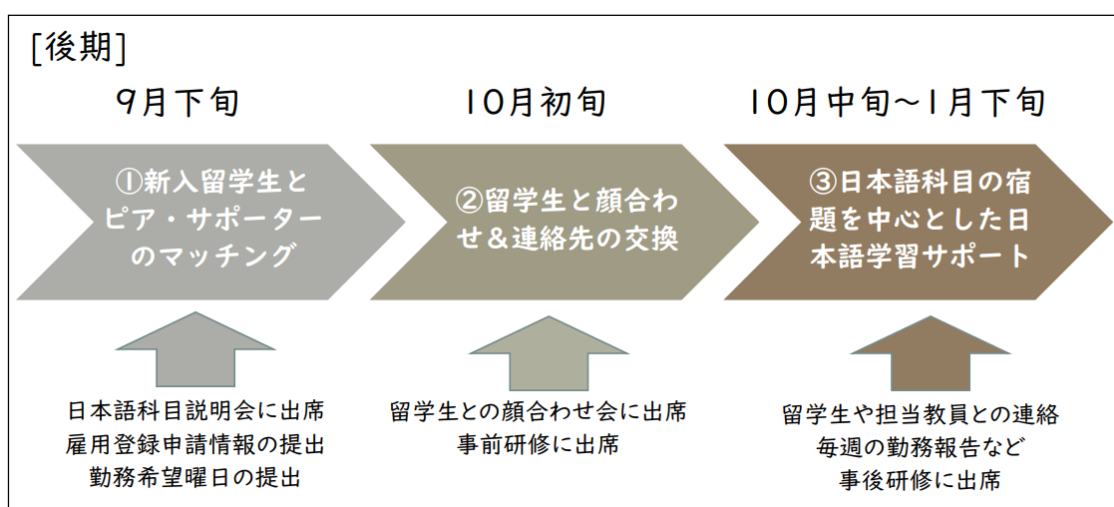 [後期]
9月下旬
10月初旬
10月中旬～1月下旬
①新入留学生と
ピア・サポーター
のマッチング
②留学生と顔合わ
せ＆連絡先の交換
③日本語科目の宿
題を中心とした日
本語学習サポート
日本語科目説明会に出席
雇用登録申請情報の提出
勤務希望曜日の提出
留学生との顔合わせ会に出席
事前研修に出席
留学生や担当教員との連絡
毎週の勤務報告など
事後研修に出席